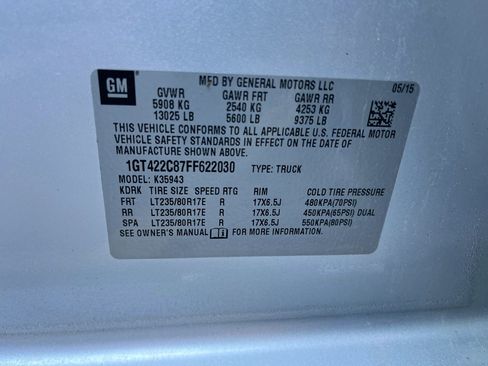 GM
MFD BY GENERAL MOTORS LLC 05/15
GVWR GAWR FRT GAWR RR
5908 KG 2540 KG 4253 KG
13025 LB 5600 LB 9375 LB
THIS VEHICLE CONFORMS TO ALL APPLICABLE U.S. FEDERAL MOTOR
VEHICLE SAFETY STANDARDS IN EFFECT ON THE DATE OF
MANUFACTURE SHOWN ABOVE.
1GT422C87FF622030 TYPE: TRUCK
MODEL: K35943
KDRK TIRE SIZE SPEED RTG RIM COLD TIRE PRESSURE
FRT LT235/80R17E R 17X6.5J 480KPA(70PSI)
RR LT235/80R17E R 17X6.5J 450KPA(65PSI) DUAL
SPA LT235/80R17E R 17X6.5J 550KPA(80PSI)
SEE OWNER'S MANUAL FOR MORE INFORMATION